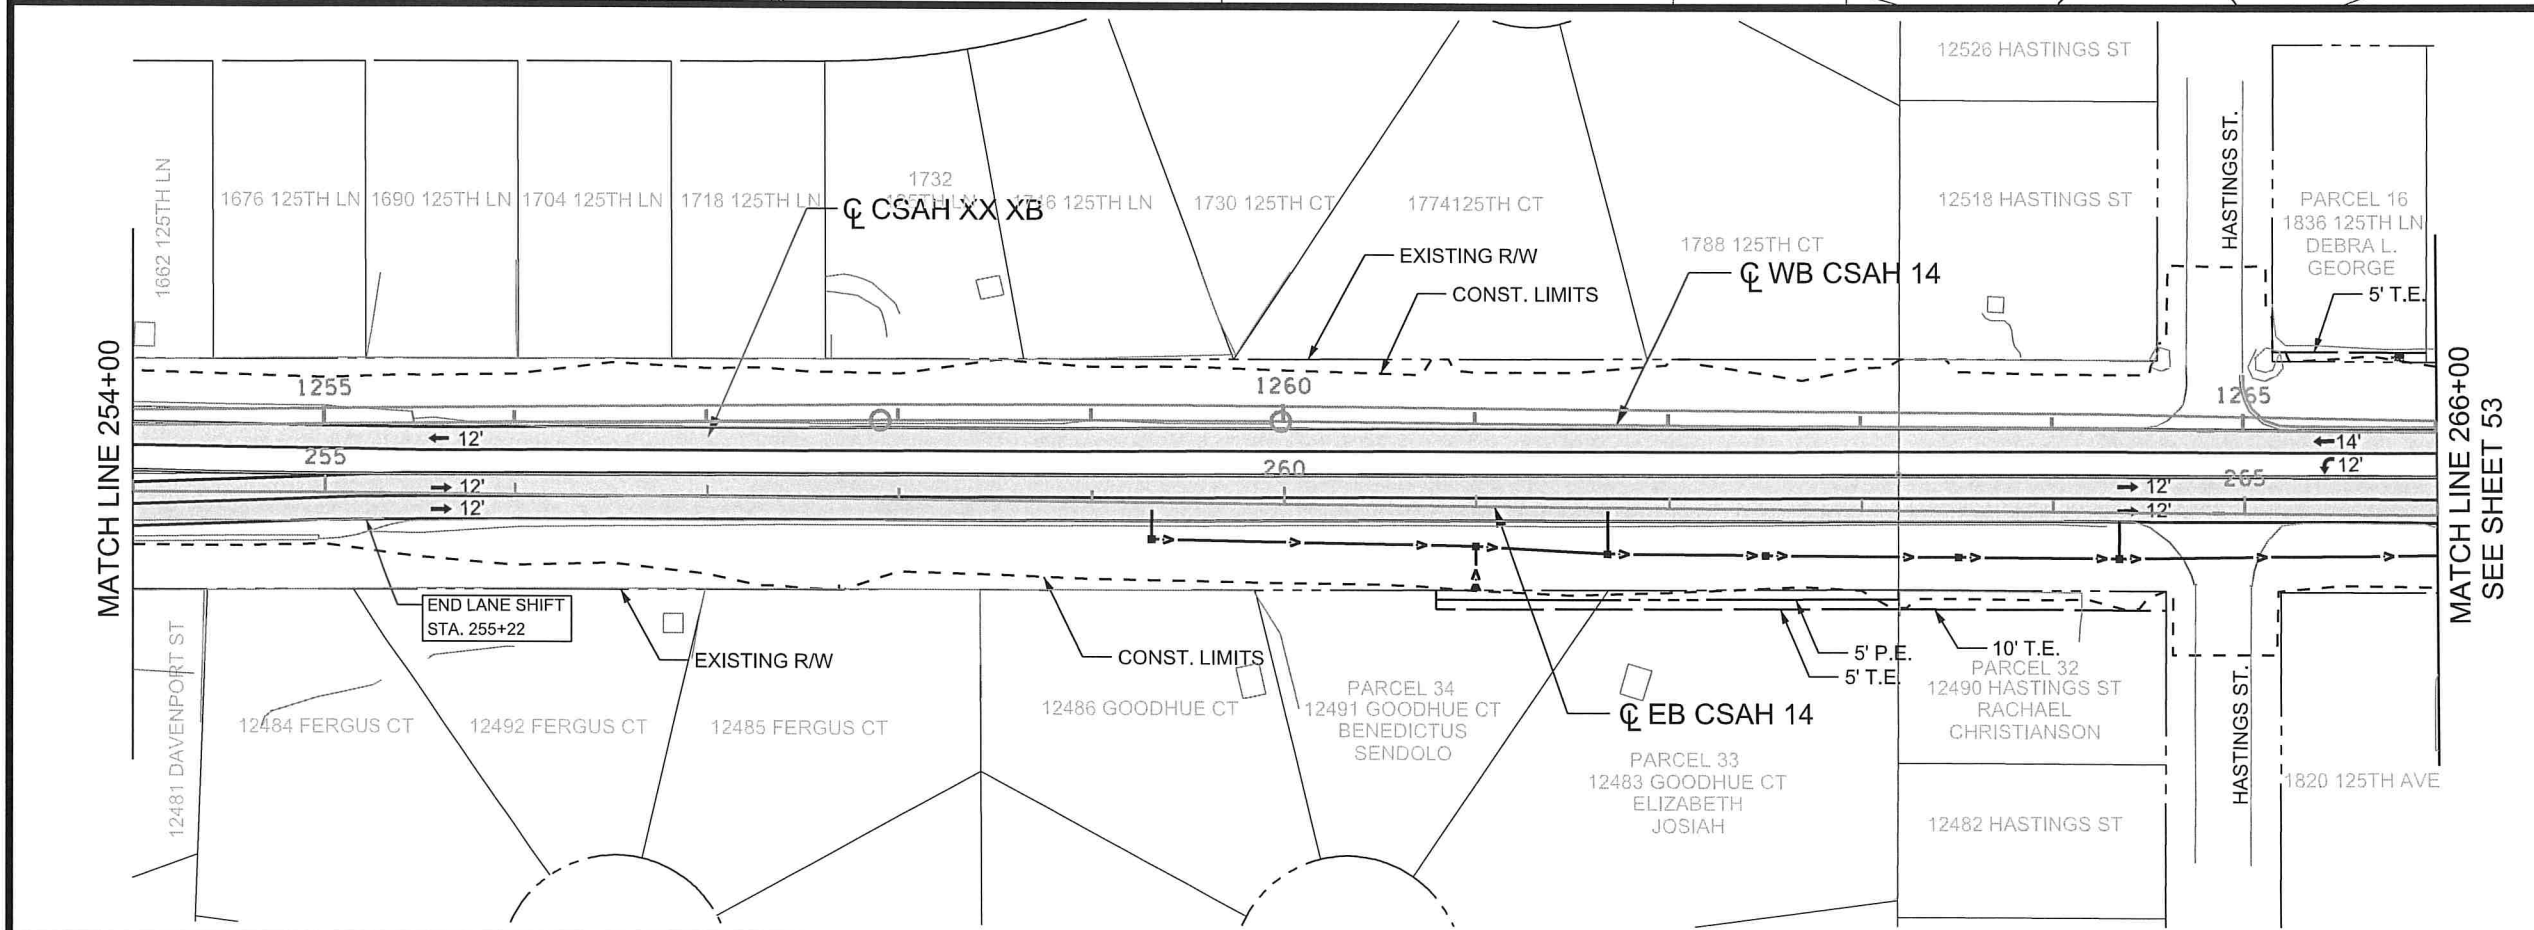 12526 HASTINGS ST
1662 125TH LN
1676 125TH LN
1690 125TH LN
1704 125TH LN
1718 125TH LN
1732
125TH LN
125TH LN
1730 125TH CT
1774125TH CT
1788 125TH CT
12518 HASTINGS ST
HASTINGS ST.
PARCEL 16
1836 125TH LN
DEBRA L.
GEORGE
5' T.E.
℄ CSAH XX XB
EXISTING R/W
CONST. LIMITS
℄ WB CSAH 14
MATCH LINE 254+00
MATCH LINE 266+00
SEE SHEET 53
1255
1260
1265
12'
14'
255
260
265
12'
12'
12'
12'
12'
END LANE SHIFT
STA. 255+22
EXISTING R/W
CONST. LIMITS
5' P.E.
5' T.E.
10' T.E.
℄ EB CSAH 14
12481 DAVENPORT ST
12484 FERGUS CT
12492 FERGUS CT
12485 FERGUS CT
12486 GOODHUE CT
PARCEL 34
12491 GOODHUE CT
BENEDICTUS
SENDOLO
PARCEL 33
12483 GOODHUE CT
ELIZABETH
JOSIAH
PARCEL 32
12490 HASTINGS ST
RACHAEL
CHRISTIANSON
12482 HASTINGS ST
HASTINGS ST.
1820 125TH AVE